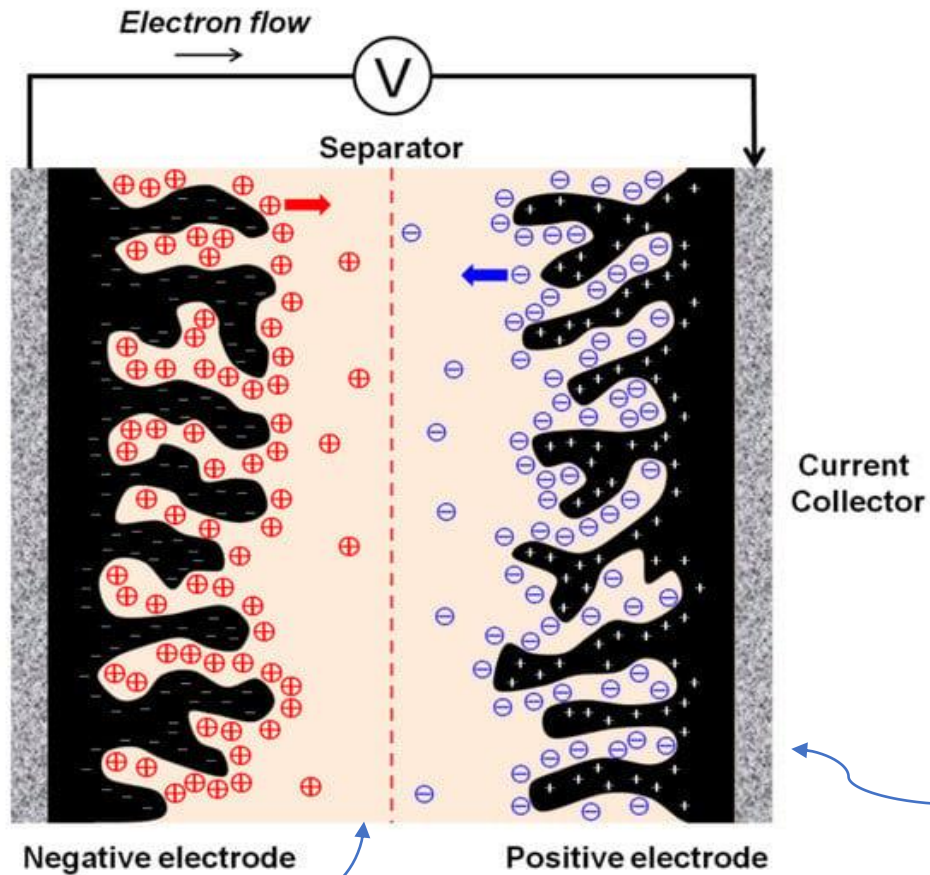 Electron flow
V
Separator
Current
Collector
Negative electrode
Positive electrode